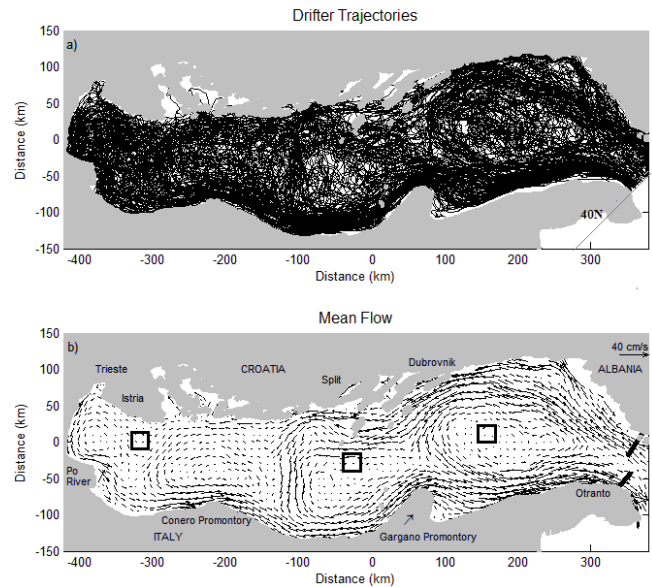 Drifter Trajectories
a)
150
100
50
0
-50
-100
-150
Distance (km)
40N
-400 -300 -200 -100 0 100 200 300
Distance (km)
Mean Flow
b)
40 cm/s
150
100
50
0
-50
-100
-150
Distance (km)
Trieste
CROATIA
Dubrovnik
ALBANIA
Istria
Split
Po
River
Otranto
Conero Promontory
ITALY
Gargano Promontory
-400 -300 -200 -100 0 100 200 300
Distance (km)